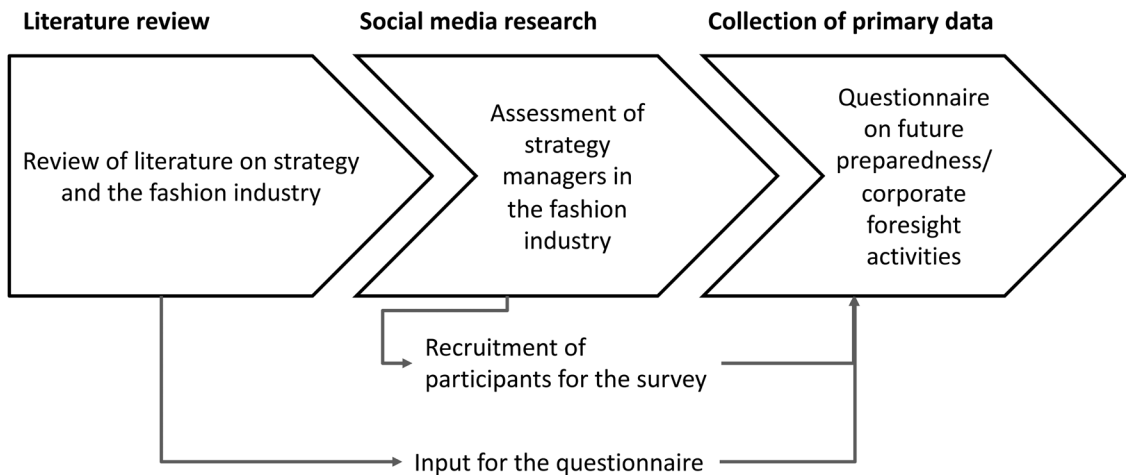 Literature review
Social media research
Collection of primary data
Review of literature on strategy
and the fashion industry
Assessment of
strategy
managers in
the fashion
industry
Questionnaire
on future
preparedness/
corporate
foresight
activities
Recruitment of
participants for the survey
Input for the questionnaire